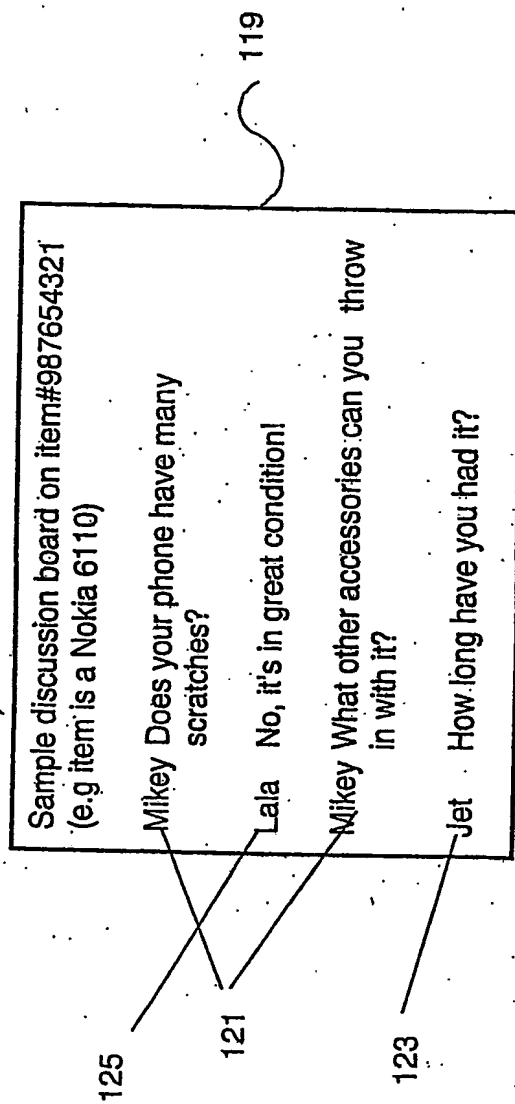 Sample discussion board on item#987654321
(e.g item is a Nokia 6110)
Mikey Does your phone have many
scratches?
Lala No, it's in great condition!
Mikey What other accessories can you throw
in with it?
Jet How long have you had it?
119
125
121
123